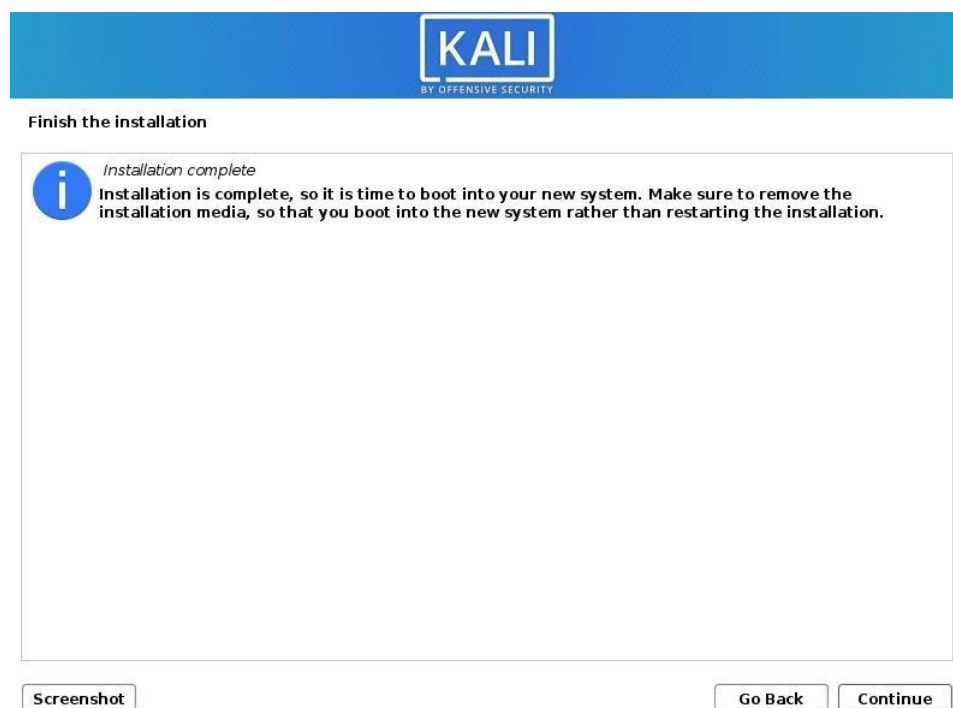 KALI
BY OFFENSIVE SECURITY
Finish the installation
Installation complete
Installation is complete, so it is time to boot into your new system. Make sure to remove the
installation media, so that you boot into the new system rather than restarting the installation.
Screenshot
Go Back
Continue